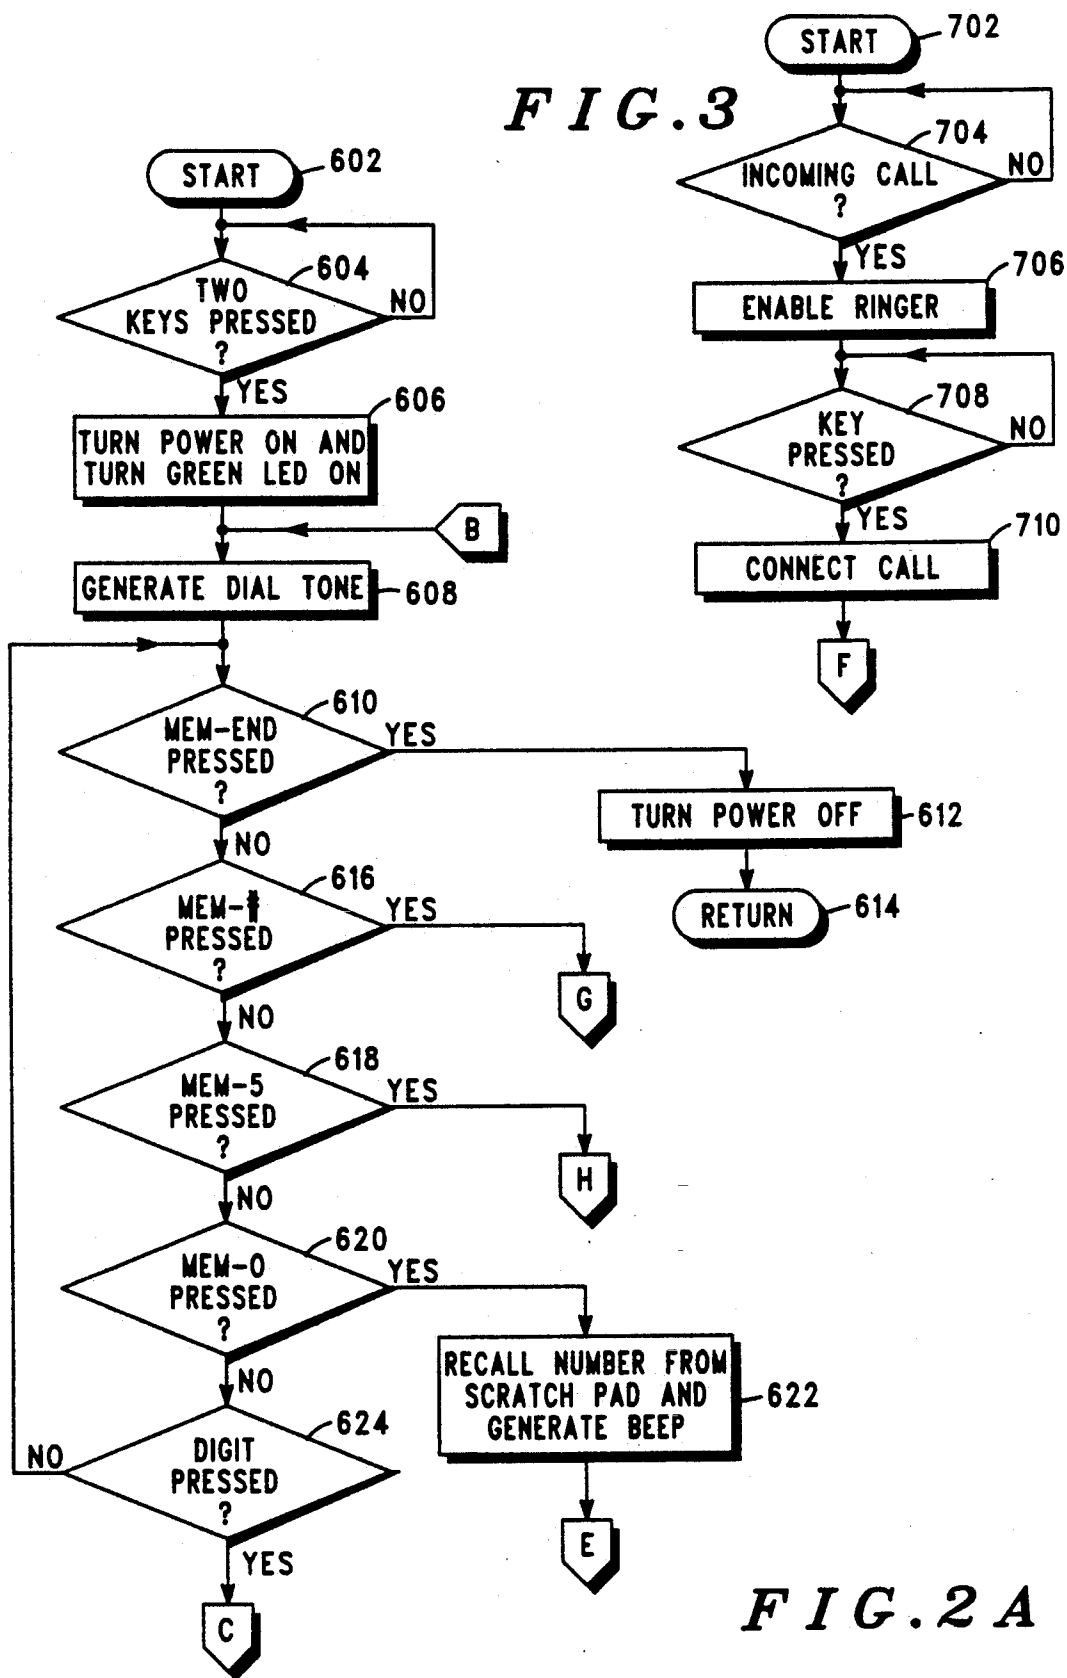 FIG.3
START
702
INCOMING CALL
?
704
NO
YES
ENABLE RINGER
706
KEY
PRESSED
?
708
NO
YES
CONNECT CALL
710
F
START
602
TWO
KEYS PRESSED
?
604
NO
YES
TURN POWER ON AND
TURN GREEN LED ON
606
B
GENERATE DIAL TONE
608
MEM-END
PRESSED
?
610
YES
TURN POWER OFF
612
RETURN
614
NO
MEM-#
PRESSED
?
616
YES
G
NO
MEM-5
PRESSED
?
618
YES
H
NO
MEM-0
PRESSED
?
620
YES
RECALL NUMBER FROM
SCRATCH PAD AND
GENERATE BEEP
622
E
NO
DIGIT
PRESSED
?
624
NO
YES
C
FIG.2A